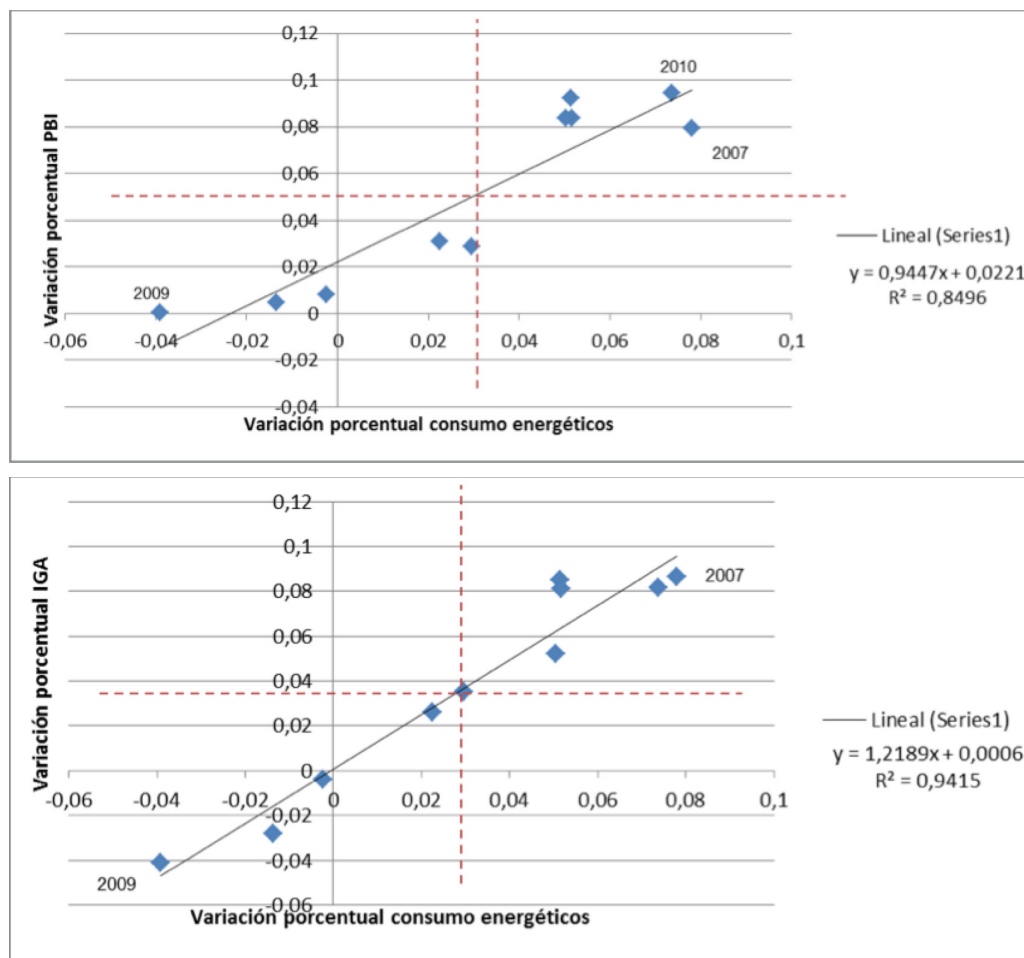 0,12
0,1
0,08
0,06
0,04
0,02
0
-0,02
-0,04
-0,06 -0,04 -0,02 0 0,02 0,04 0,06 0,08 0,1
Variación porcentual PBI
Variación porcentual consumo energéticos
2009
2010
2007
Lineal (Series1)
y = 0,9447x + 0,0221
R² = 0,8496
0,12
0,1
0,08
0,06
0,04
0,02
0
-0,02
-0,04
-0,06
-0,06 -0,04 -0,02 0 0,02 0,04 0,06 0,08 0,1
Variación porcentual IGA
Variación porcentual consumo energéticos
2009
2007
Lineal (Series1)
y = 1,2189x + 0,0006
R² = 0,9415